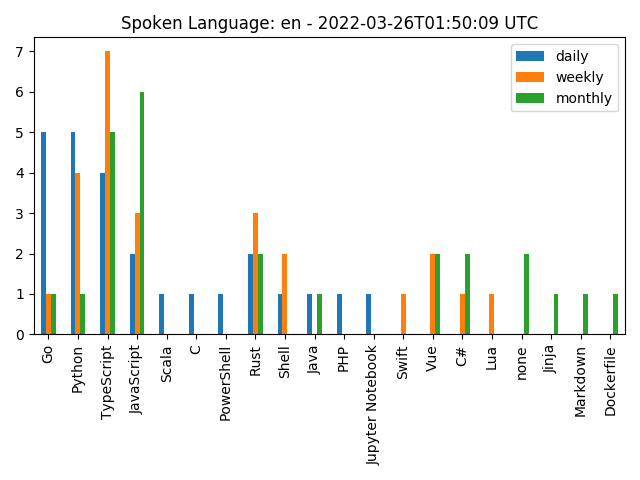 Spoken Language: en - 2022-03-26T01:50:09 UTC
daily
weekly
monthly
7
6
5
4
3
2
1
0
Go
Python
TypeScript
JavaScript
Scala
C
PowerShell
Rust
Shell
Java
PHP
Jupyter Notebook
Swift
Vue
C#
Lua
none
Jinja
Markdown
Dockerfile